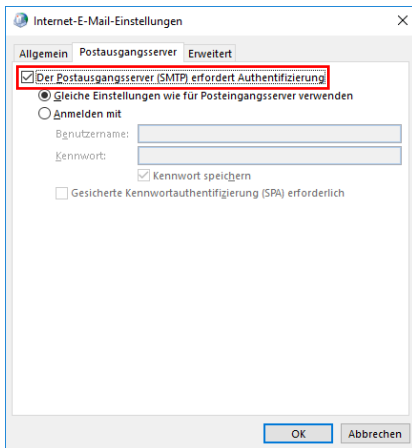 Internet-E-Mail-Einstellungen
Allgemein Postausgangsserver Erweitert
Der Postausgangsserver (SMTP) erfordert Authentifizierung
Gleiche Einstellungen wie für Posteingangsserver verwenden
Anmelden mit
Benutzername:
Kennwort:
Kennwort speichern
Gesicherte Kennwortauthentifizierung (SPA) erforderlich
OK Abbrechen